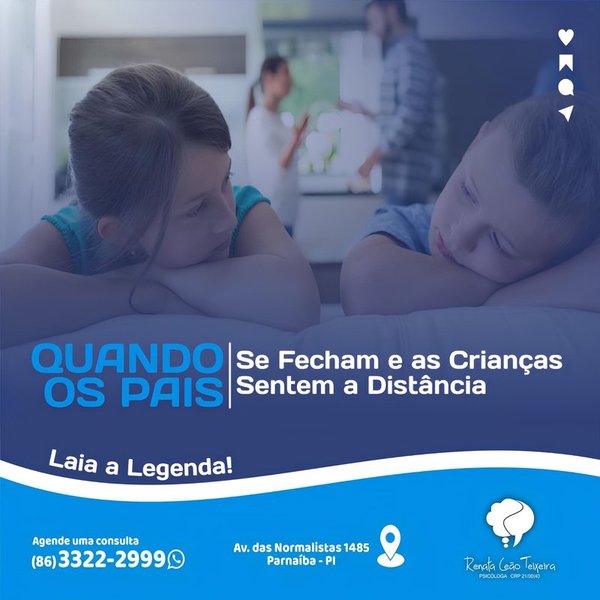 QUANDO
OS PAIS
Se Fecham e as Crianças
Sentem a Distância
Laia a Legenda!
Agende uma consulta
(86) 3322-2999
Av. das Normalistas 1485
Parnaíba - PI
Renata Leão Teixeira
PSICÓLOGA